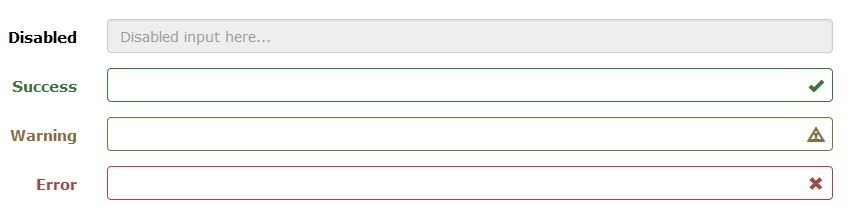 Disabled Disabled input here...
Success
Warning
Error